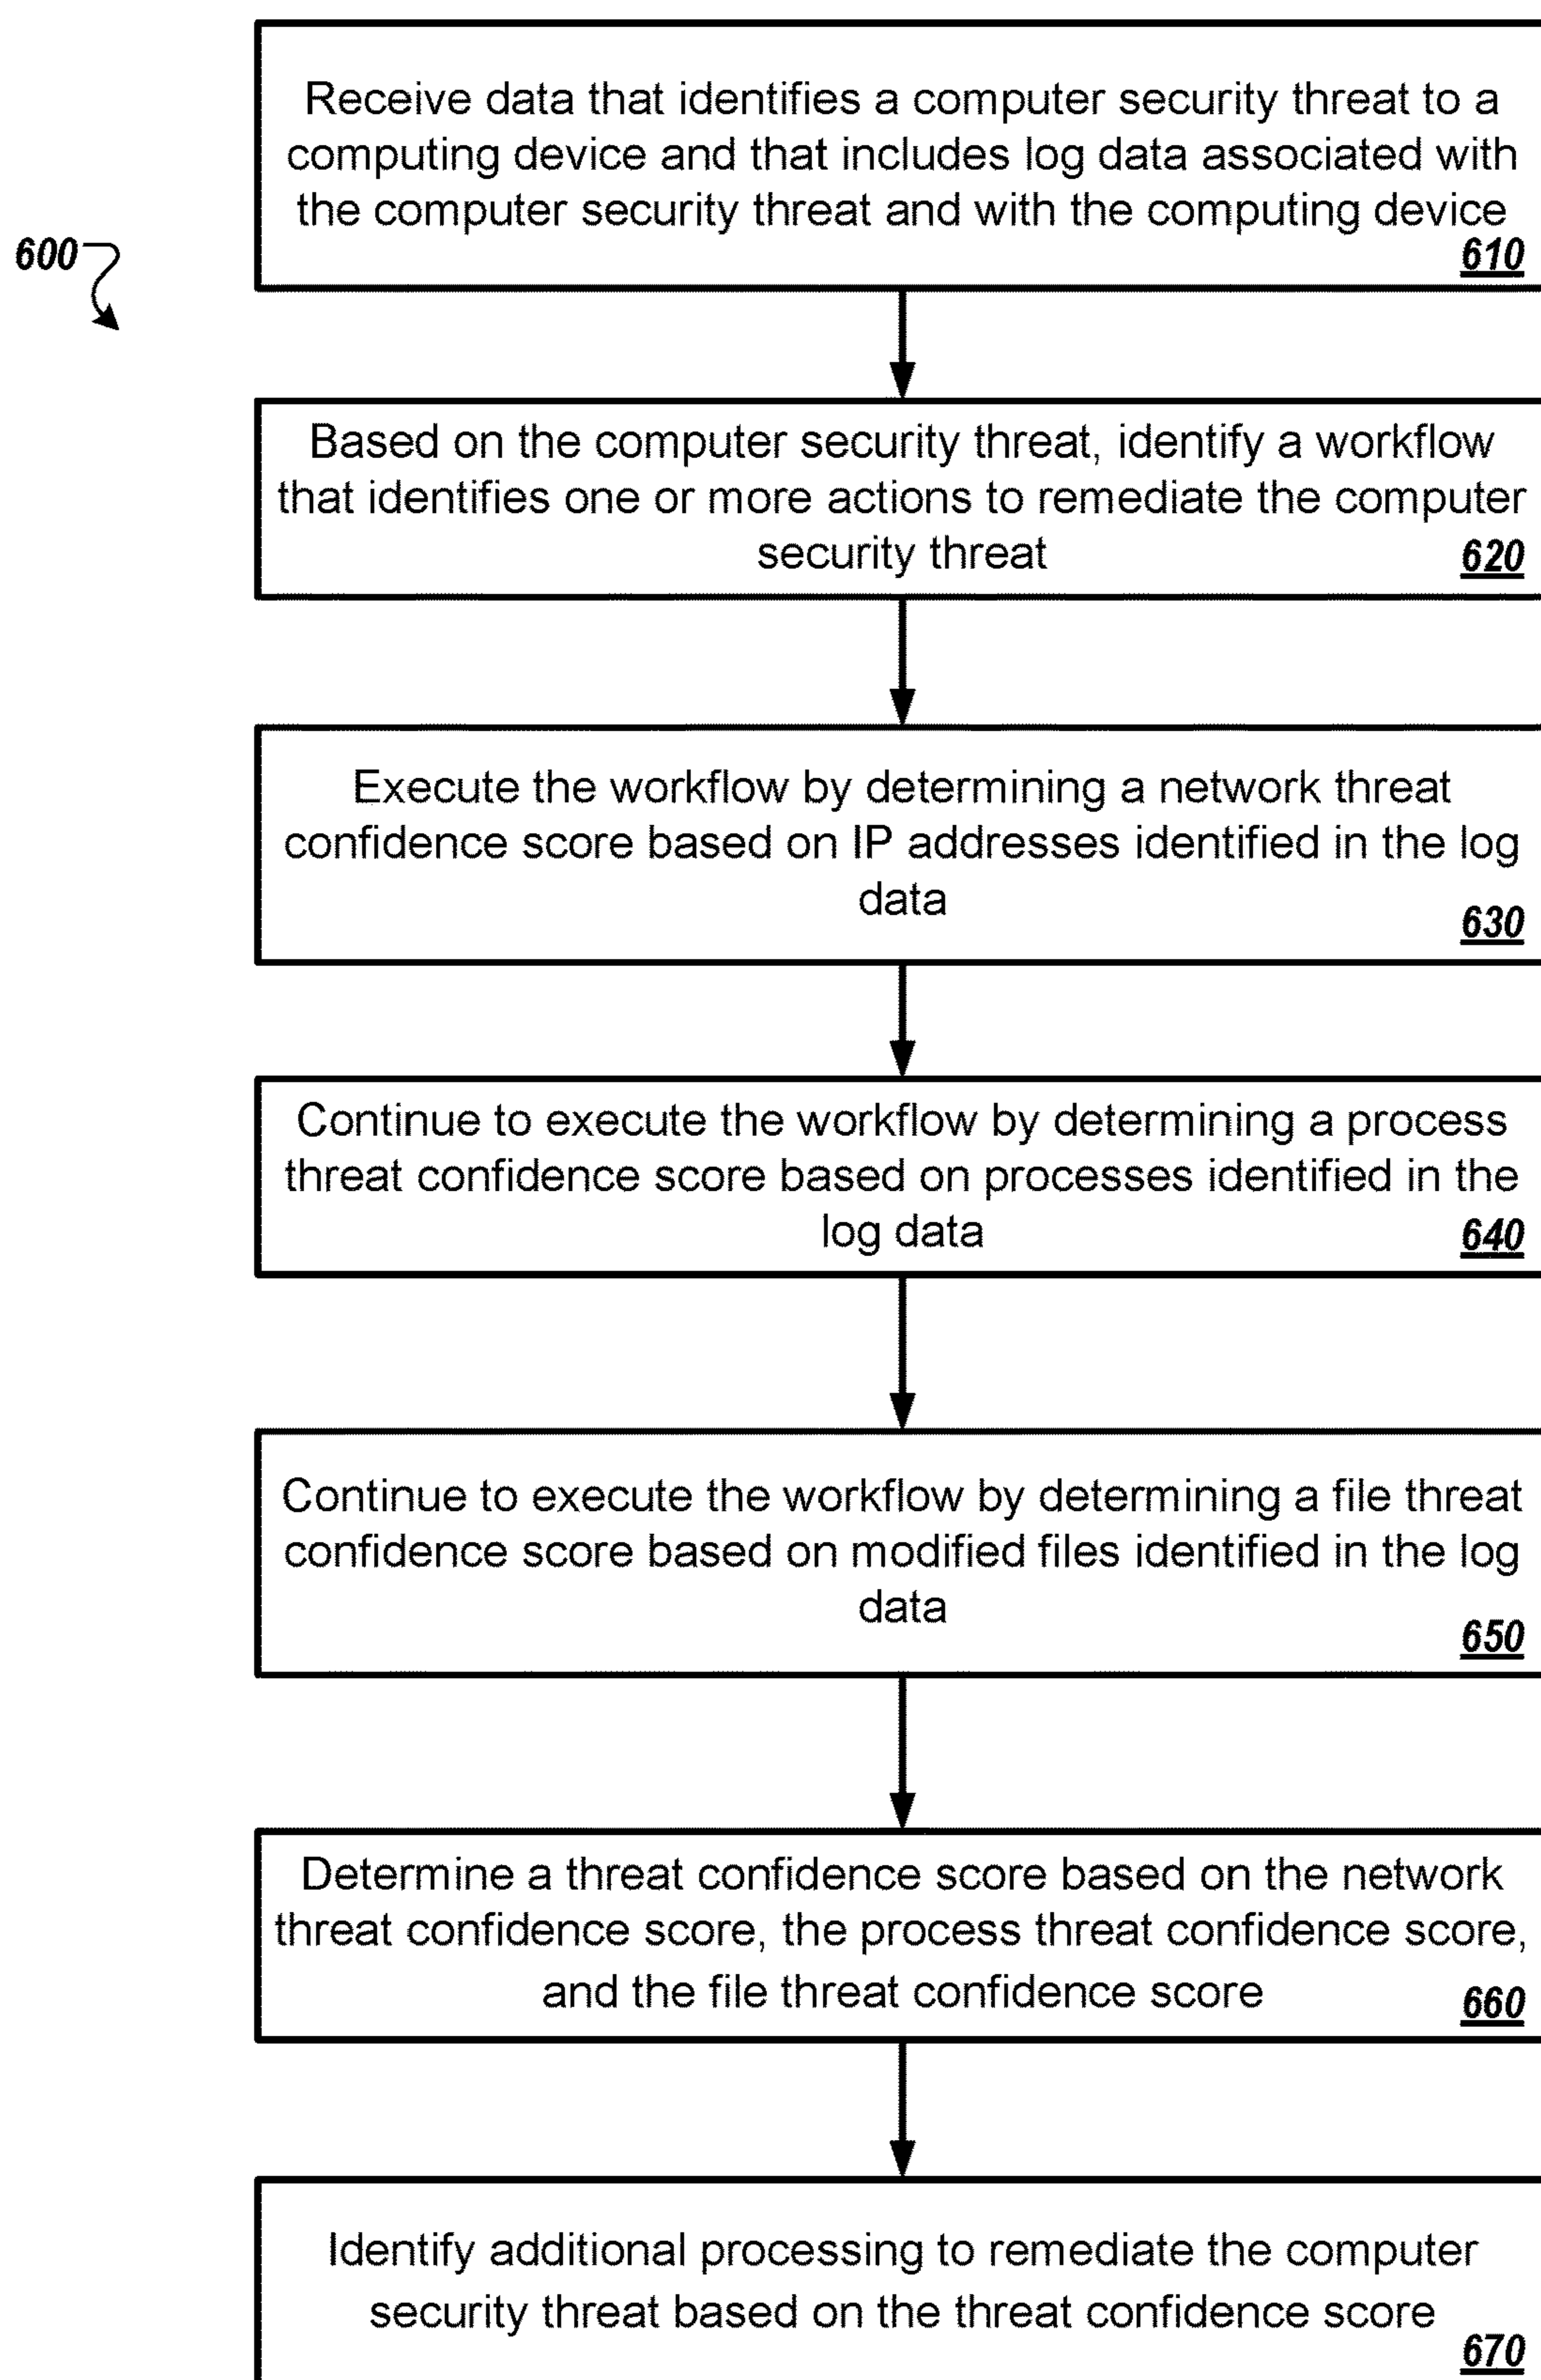 Receive data that identifies a computer security threat to a
computing device and that includes log data associated with
the computer security threat and with the computing device
610
600
Based on the computer security threat, identify a workflow
that identifies one or more actions to remediate the computer
security threat
620
Execute the workflow by determining a network threat
confidence score based on IP addresses identified in the log
data
630
Continue to execute the workflow by determining a process
threat confidence score based on processes identified in the
log data
640
Continue to execute the workflow by determining a file threat
confidence score based on modified files identified in the log
data
650
Determine a threat confidence score based on the network
threat confidence score, the process threat confidence score,
and the file threat confidence score
660
Identify additional processing to remediate the computer
security threat based on the threat confidence score
670